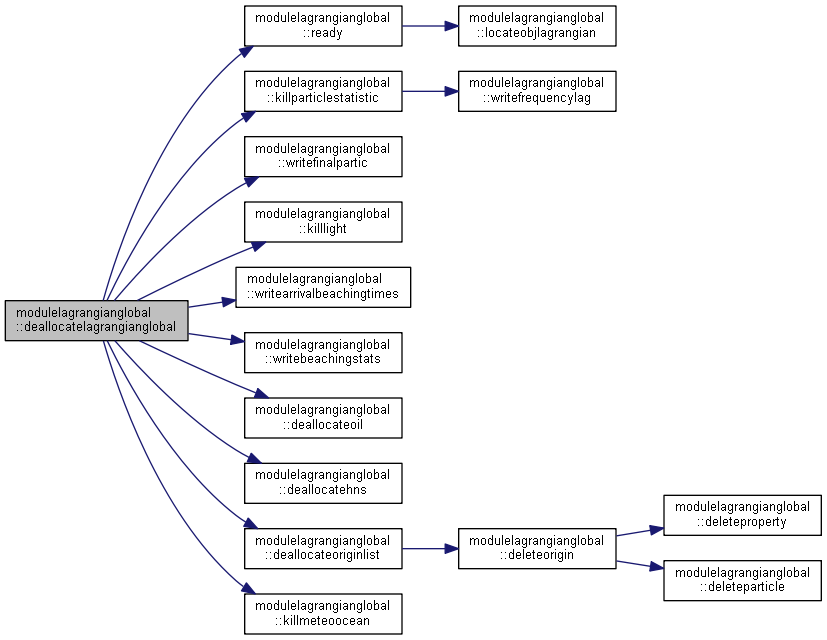 modulelagrangianglobal
::deallocatelagrangianglobal
modulelagrangianglobal
::ready
modulelagrangianglobal
::locateobjlagrangian
modulelagrangianglobal
::killparticlestatistic
modulelagrangianglobal
::writefrequencylag
modulelagrangianglobal
::writefinalpartic
modulelagrangianglobal
::killlight
modulelagrangianglobal
::writearrivalbeachingtimes
modulelagrangianglobal
::writebeachingstats
modulelagrangianglobal
::deallocateoil
modulelagrangianglobal
::deallocatehns
modulelagrangianglobal
::deallocateoriginlist
modulelagrangianglobal
::deleteorigin
modulelagrangianglobal
::deleteproperty
modulelagrangianglobal
::deleteparticle
modulelagrangianglobal
::killmeteoocean